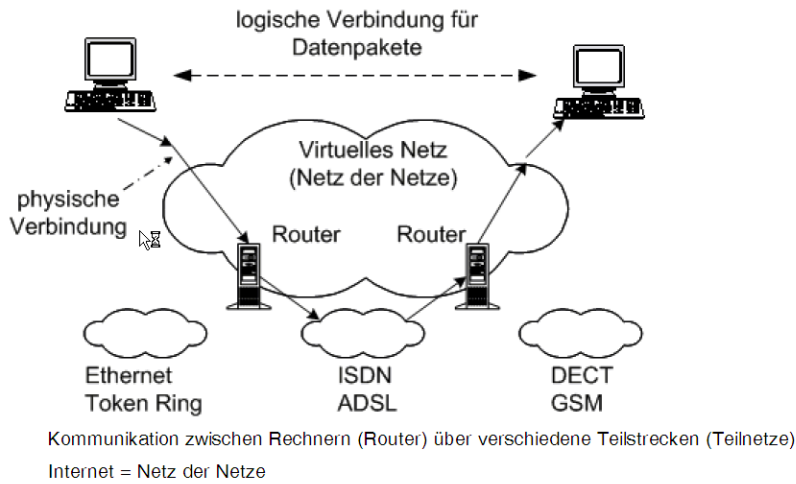 logische Verbindung für
Datenpakete
Virtuelles Netz
(Netz der Netze)
physische
Verbindung
Router
Router
Ethernet
Token Ring
ISDN
ADSL
DECT
GSM
Kommunikation zwischen Rechnern (Router) über verschiedene Teilstrecken (Teilnetze)
Internet = Netz der Netze